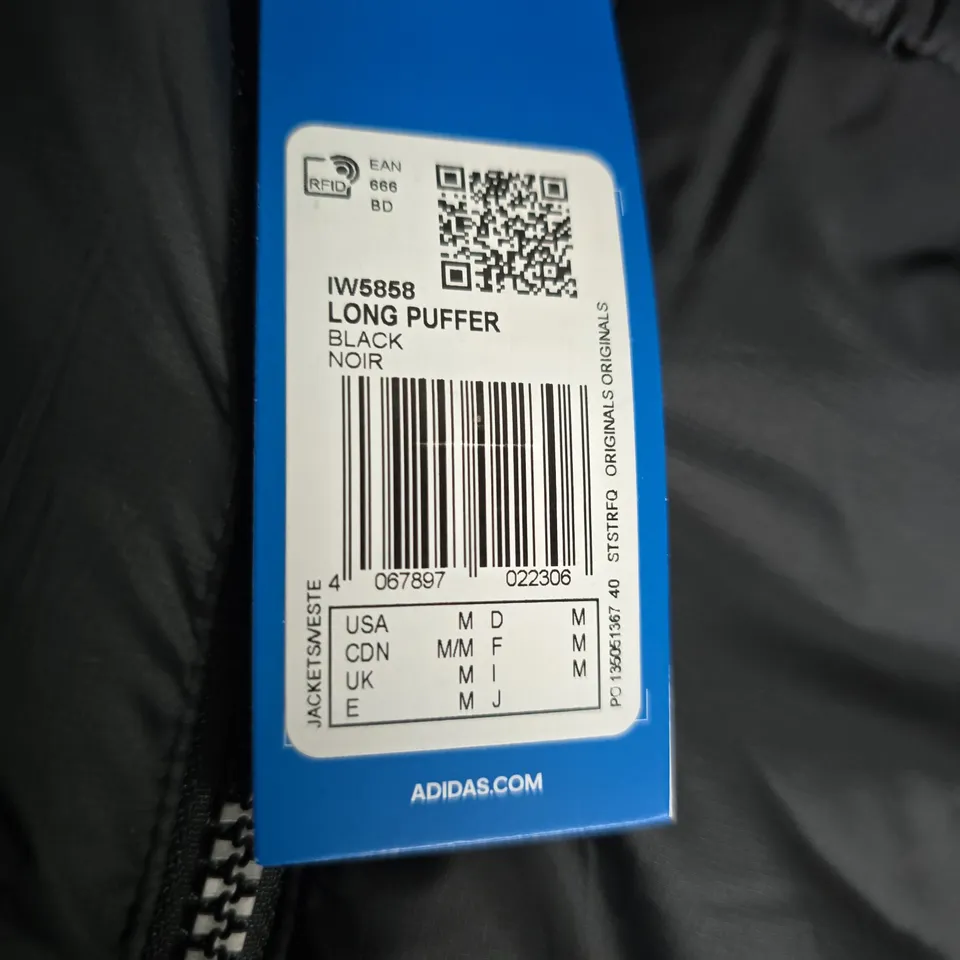 RFID
EAN
666
BD
IW5858
LONG PUFFER
BLACK
NOIR
4 067897 022306
USA M D M
CDN M/M F M
UK M I M
E M J
JACKETS/VESTE
PO 135051367 40 STSTRFQ ORIGINALS ORIGINALS
ADIDAS.COM